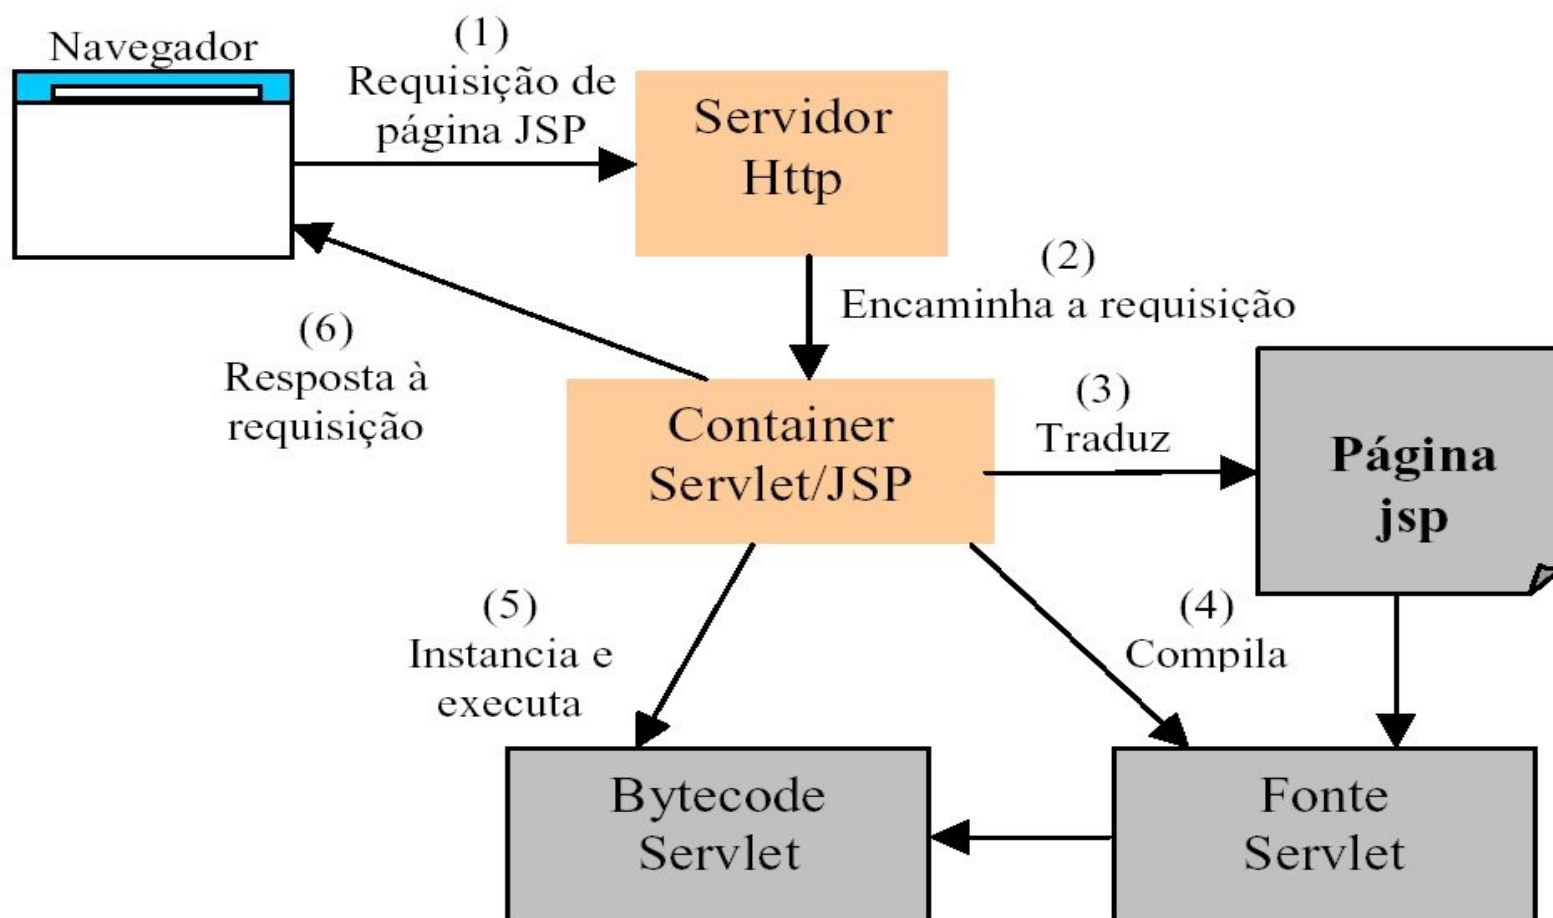 Navegador
(1)
Requisição de
página JSP
Servidor
Http
(2)
Encaminha a requisição
(6)
Resposta à
requisição
Container
Servlet/JSP
(3)
Traduz
Página
jsp
(5)
Instancia e
executa
(4)
Compila
Bytecode
Servlet
Fonte
Servlet